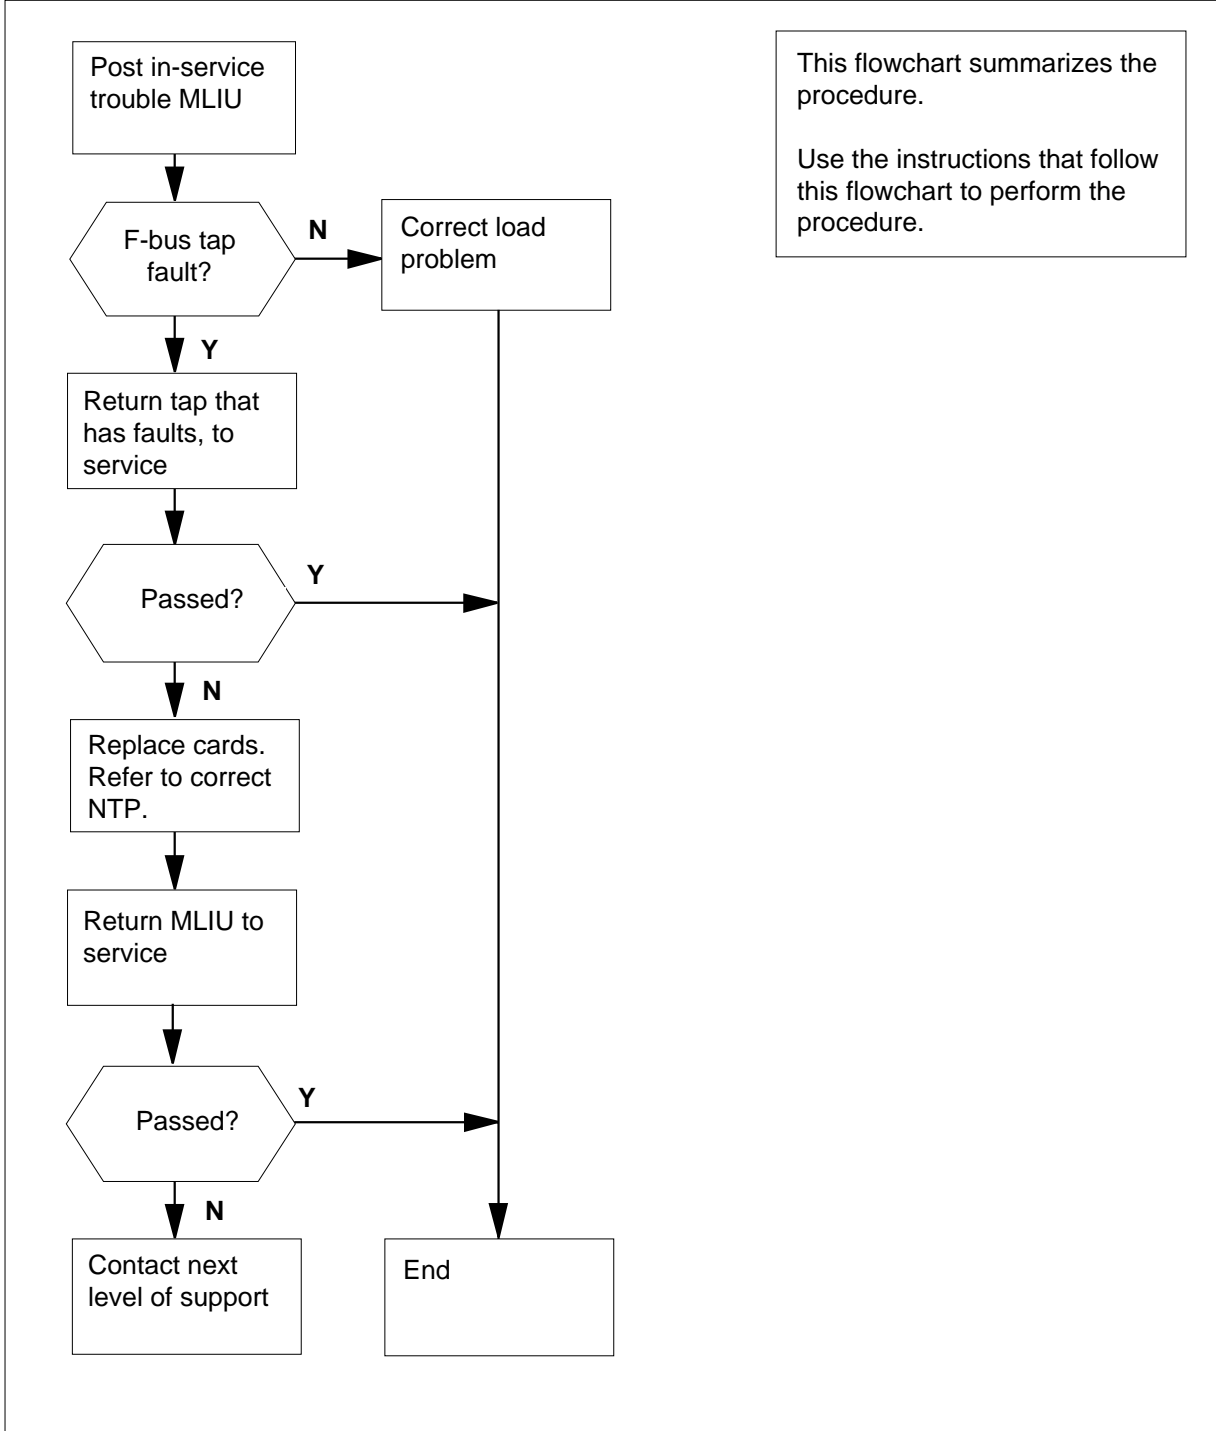 Post in-service
trouble MLIU
This flowchart summarizes the
procedure.
Use the instructions that follow
this flowchart to perform the
procedure.
F-bus tap
fault?
N
Correct load
problem
Y
Return tap that
has faults, to
service
Passed?
Y
N
Replace cards.
Refer to correct
NTP.
Return MLIU to
service
Passed?
Y
N
Contact next
level of support
End